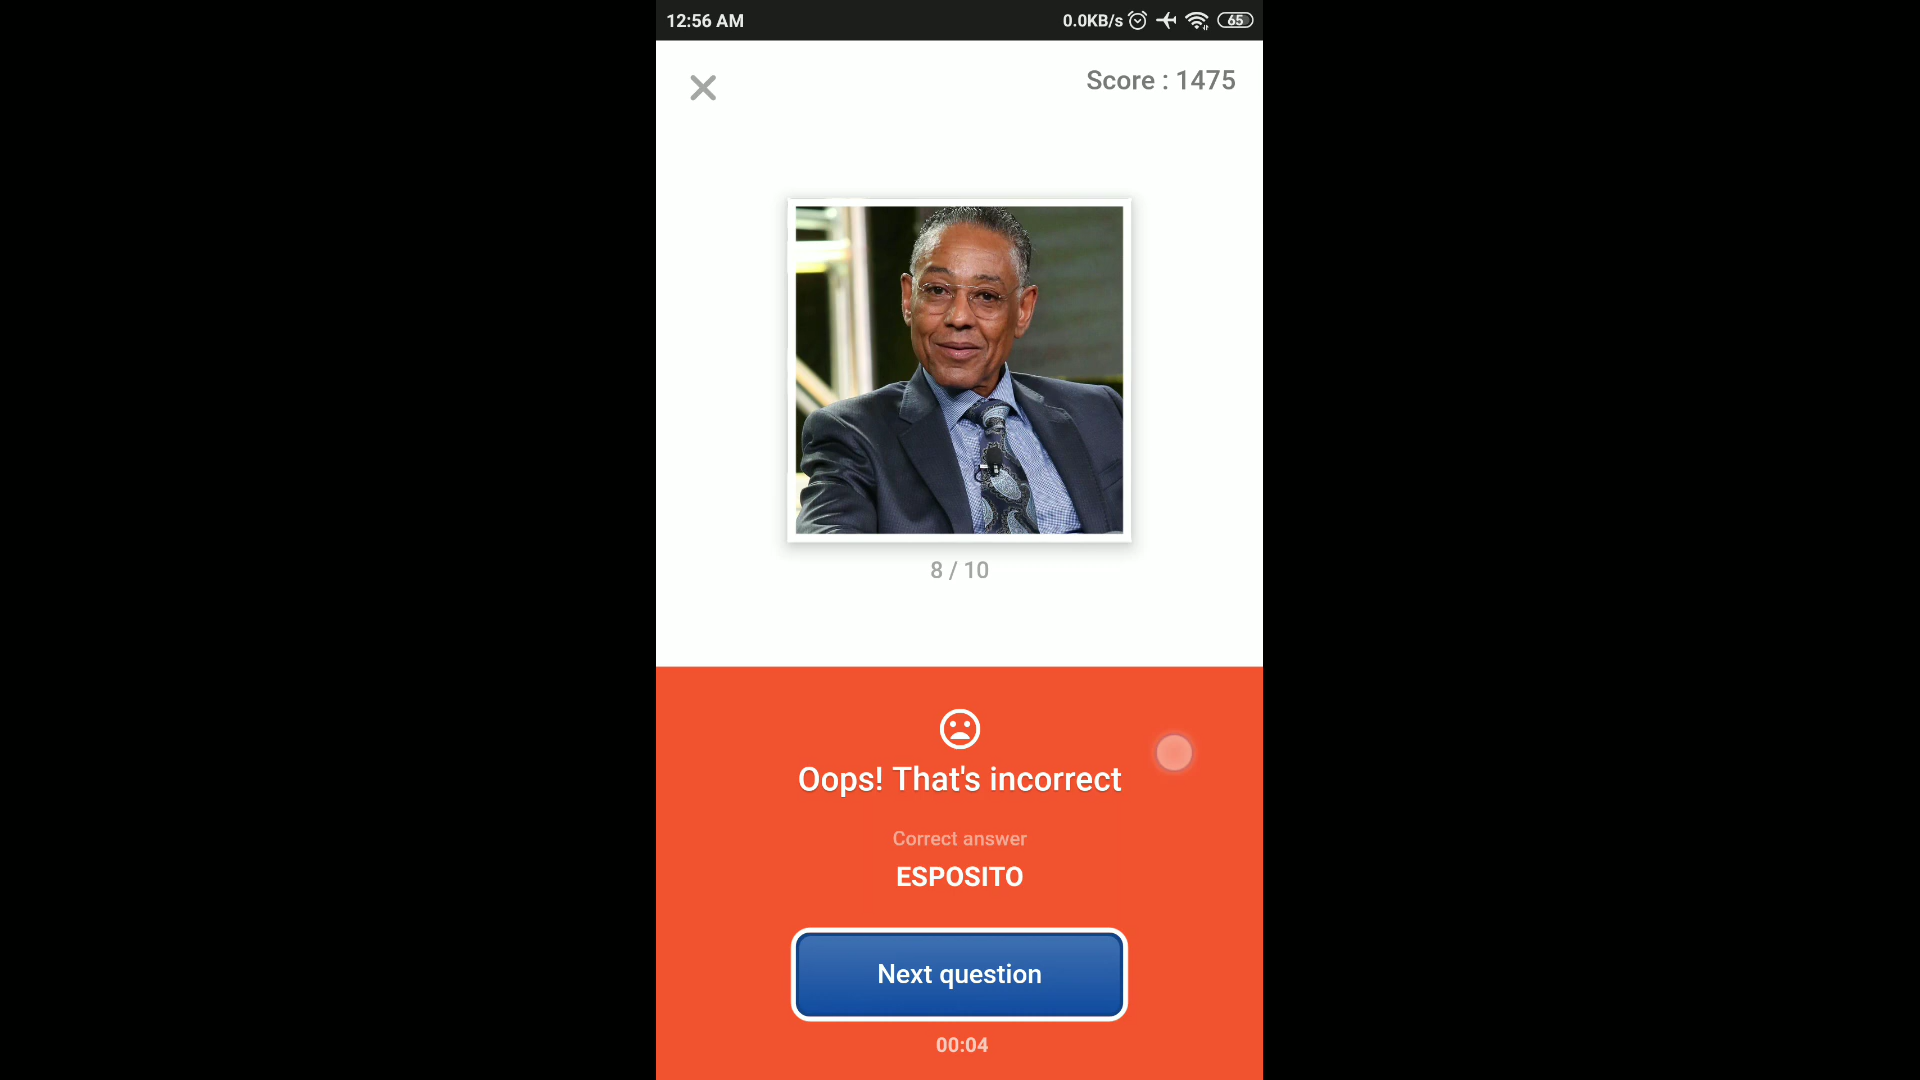 12:56 AM 0.0KB/s 65
Score : 1475
8 / 10
Oops! That's incorrect
Correct answer
ESPOSITO
Next question
00:04